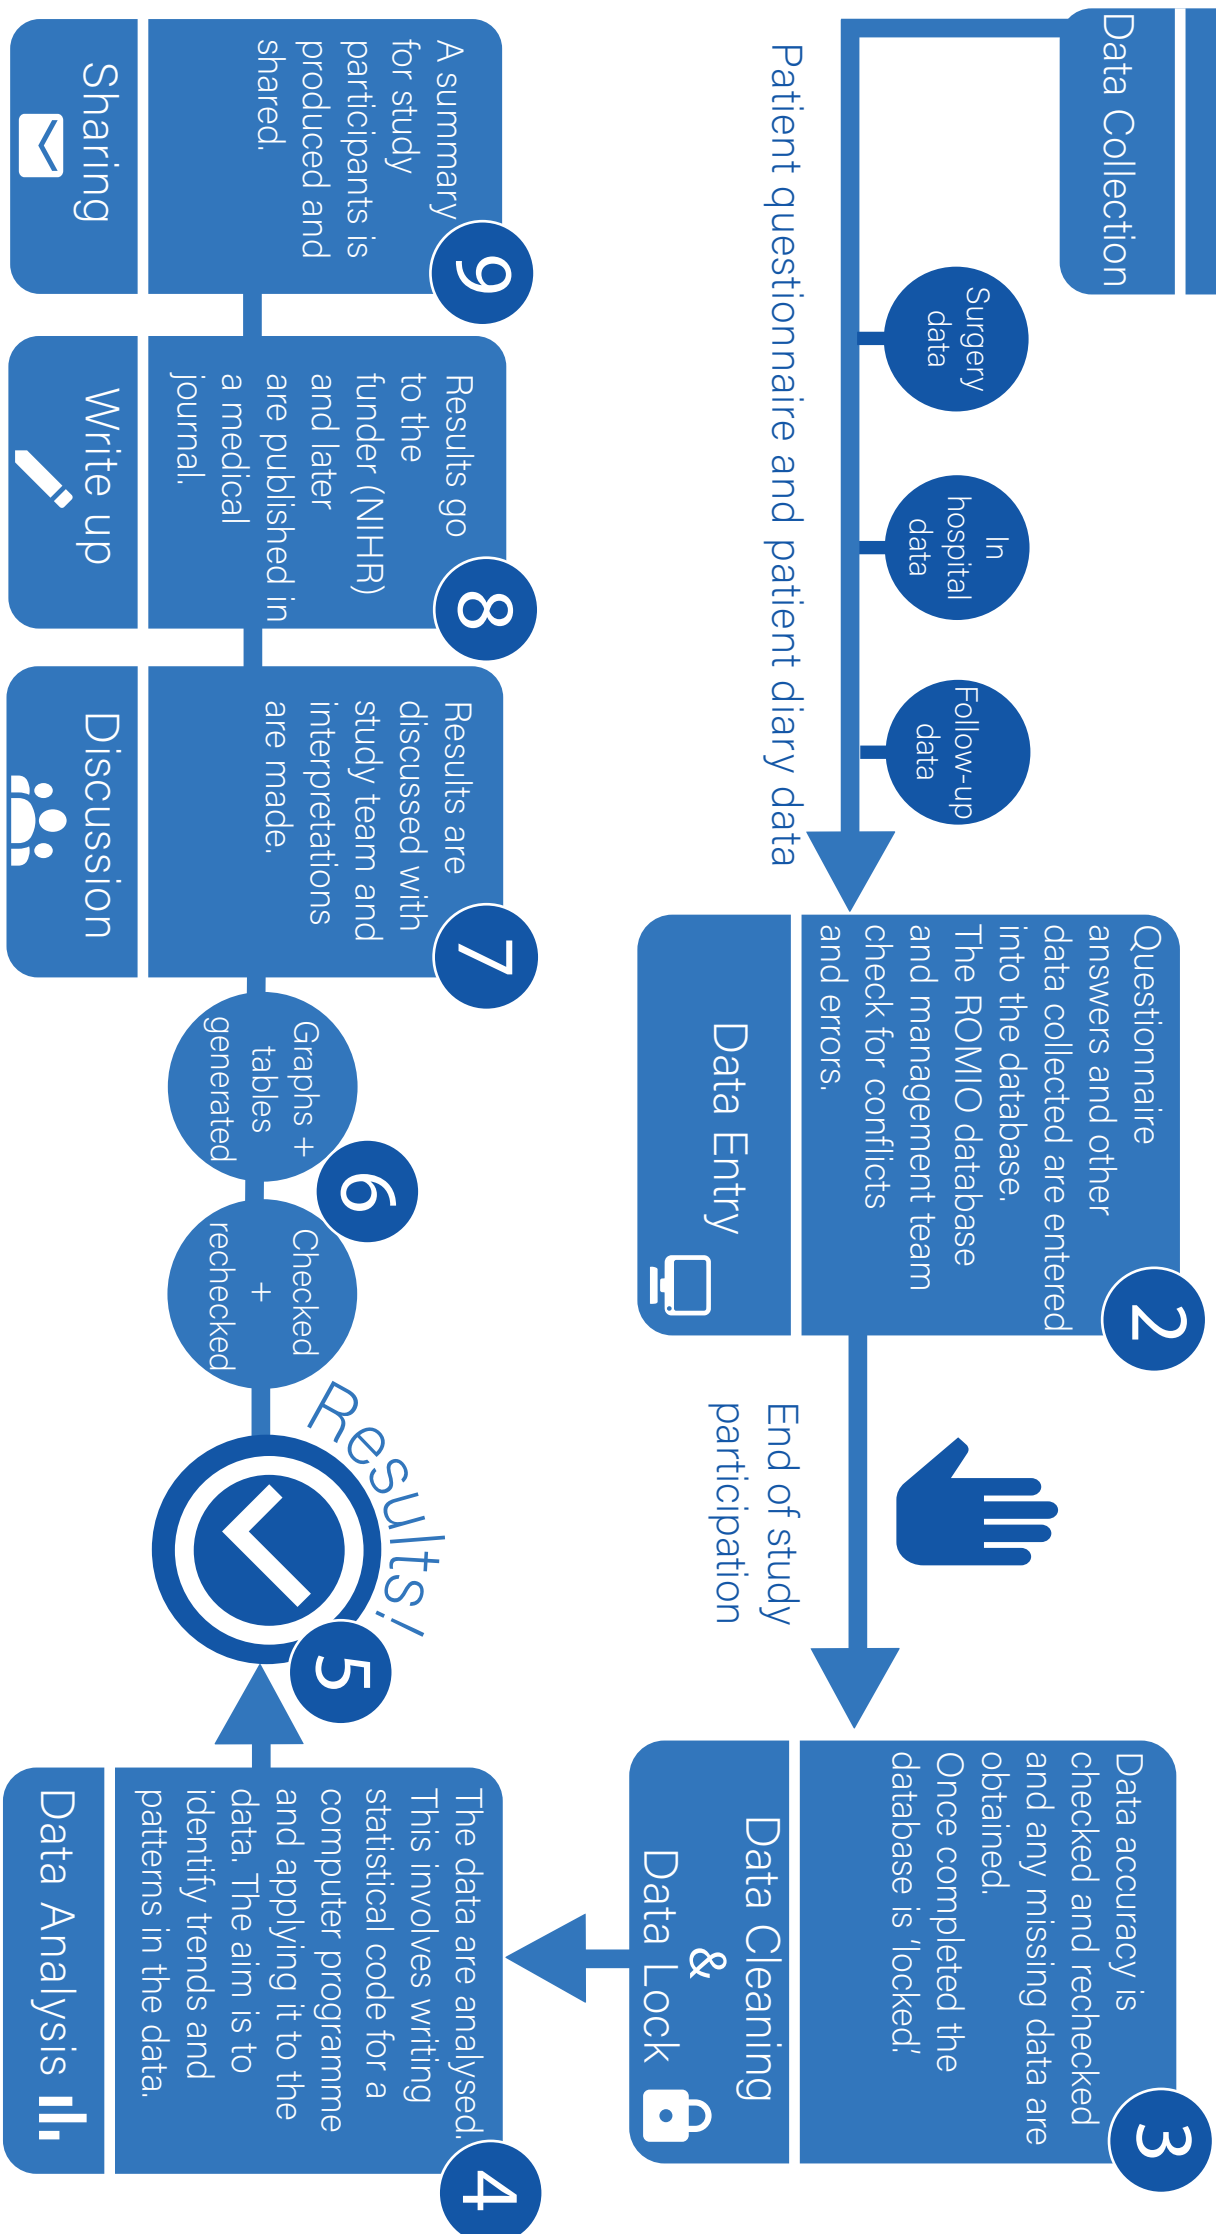 Data Collection
Surgery
data
In
hospital
data
Follow-up
data
Patient questionnaire and patient diary data
2
Questionnaire
answers and other
data collected are entered
into the database.
The ROMIO database
and management team
check for conflicts
and errors.
Data Entry
End of study
participation
3
Data accuracy is
checked and rechecked
and any missing data are
obtained.
Once completed the
database is 'locked.'
Data Cleaning
&
Data Lock
4
The data are analysed.
This involves writing
statistical code for a
computer programme
and applying it to the
data. The aim is to
identify trends and
patterns in the data.
Data Analysis
Results!
5
6
Checked
+
rechecked
Graphs +
tables
generated
7
Results are
discussed with
study team and
interpretations
are made.
Discussion
8
Results go
to the
funder (NIHR)
and later
are published in
a medical
journal.
Write up
9
A summary
for study
participants is
produced and
shared.
Sharing